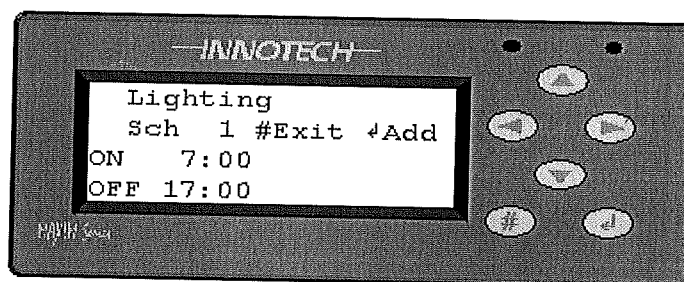 INNOTECH
Lighting
Sch 1 #Exit ↲Add
ON 7:00
OFF 17:00
#
↲